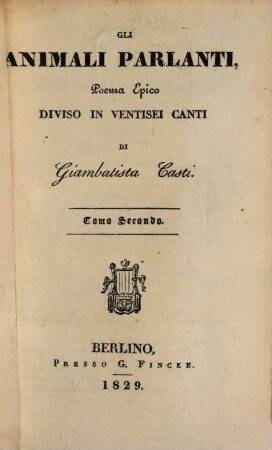 GLI
ANIMALI PARLANTI,
Poema Epico
DIVISO IN VENTISEI CANTI
DI
Giambatista Casti.
Tomo Secondo.
BERLINO,
PRESSO G. FINCKE.
1829.